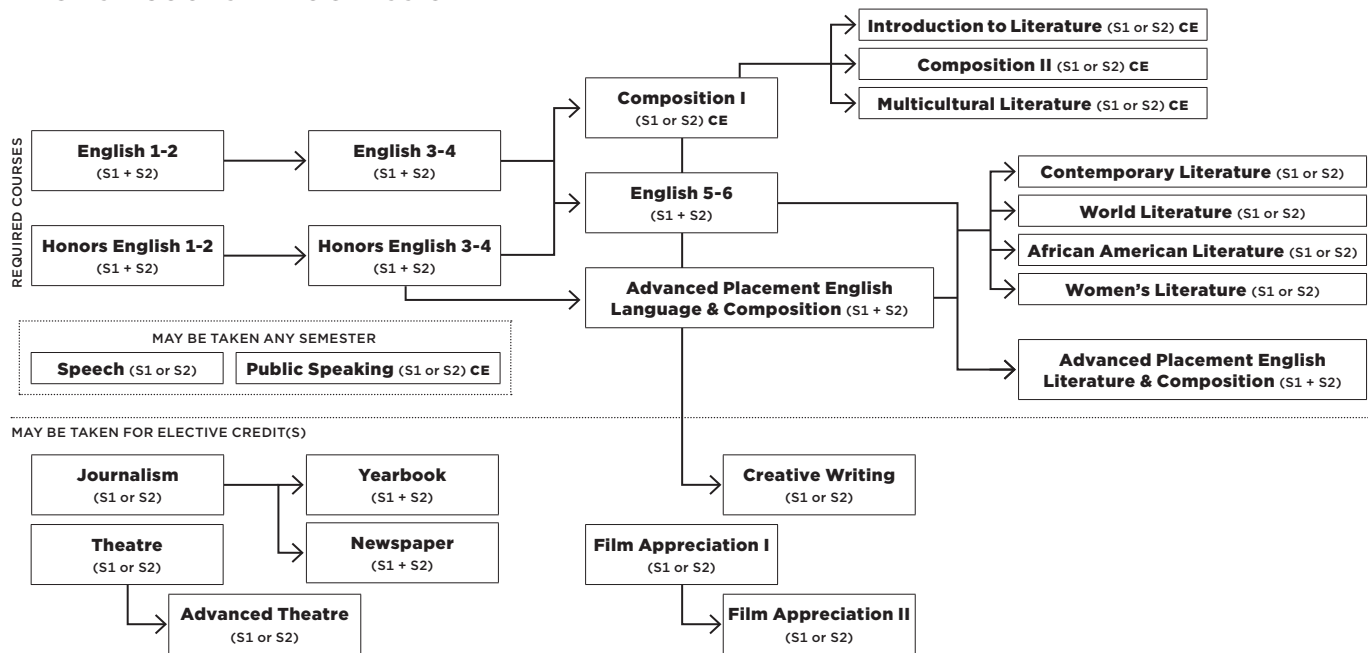 Introduction to Literature (S1 or S2) CE
Composition II (S1 or S2) CE
Multicultural Literature (S1 or S2) CE
Composition I
(S1 or S2) CE
REQUIRED COURSES
English 1-2
(S1 + S2)
English 3-4
(S1 + S2)
English 5-6
(S1 + S2)
Honors English 1-2
(S1 + S2)
Honors English 3-4
(S1 + S2)
Advanced Placement English
Language & Composition (S1 + S2)
Contemporary Literature (S1 or S2)
World Literature (S1 or S2)
African American Literature (S1 or S2)
Women's Literature (S1 or S2)
Advanced Placement English
Literature & Composition (S1 + S2)
MAY BE TAKEN ANY SEMESTER
Speech (S1 or S2)
Public Speaking (S1 or S2) CE
MAY BE TAKEN FOR ELECTIVE CREDIT(S)
Journalism
(S1 or S2)
Yearbook
(S1 + S2)
Creative Writing
(S1 or S2)
Theatre
(S1 or S2)
Newspaper
(S1 + S2)
Film Appreciation I
(S1 or S2)
Advanced Theatre
(S1 or S2)
Film Appreciation II
(S1 or S2)